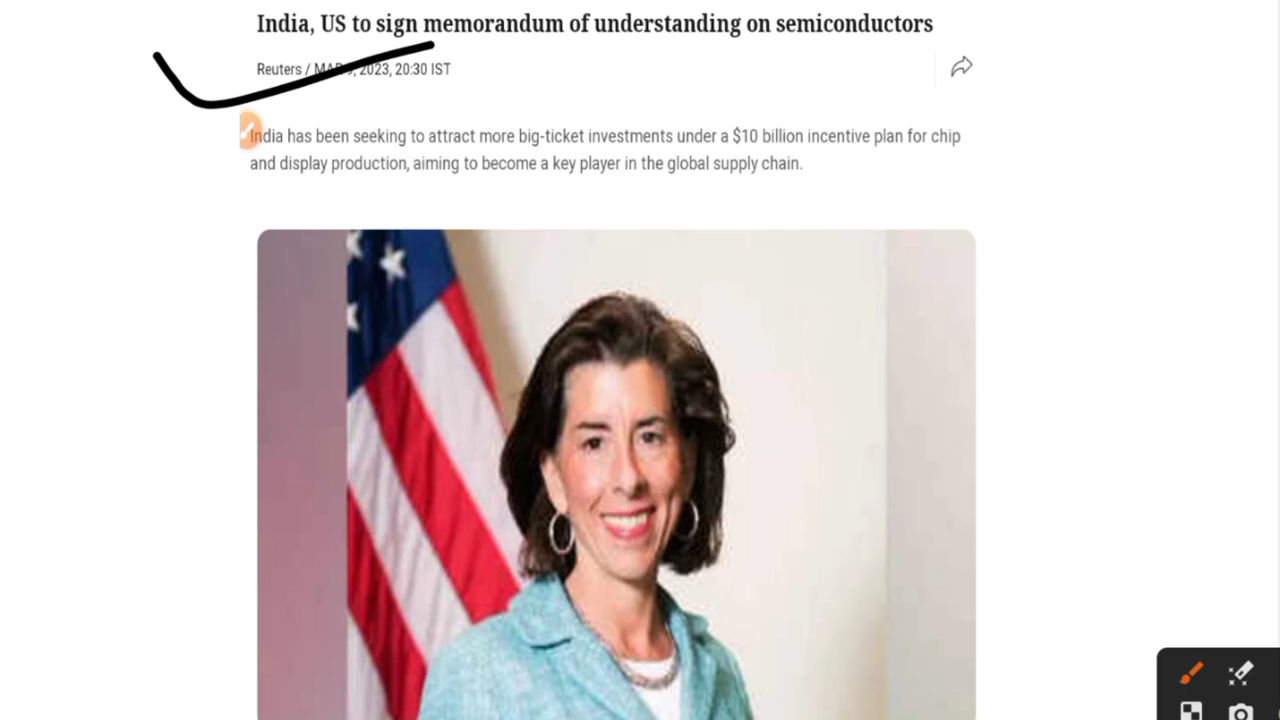 India, US to sign memorandum of understanding on semiconductors
Reuters / MAR 9, 2023, 20:30 IST
India has been seeking to attract more big-ticket investments under a $10 billion incentive plan for chip
and display production, aiming to become a key player in the global supply chain.